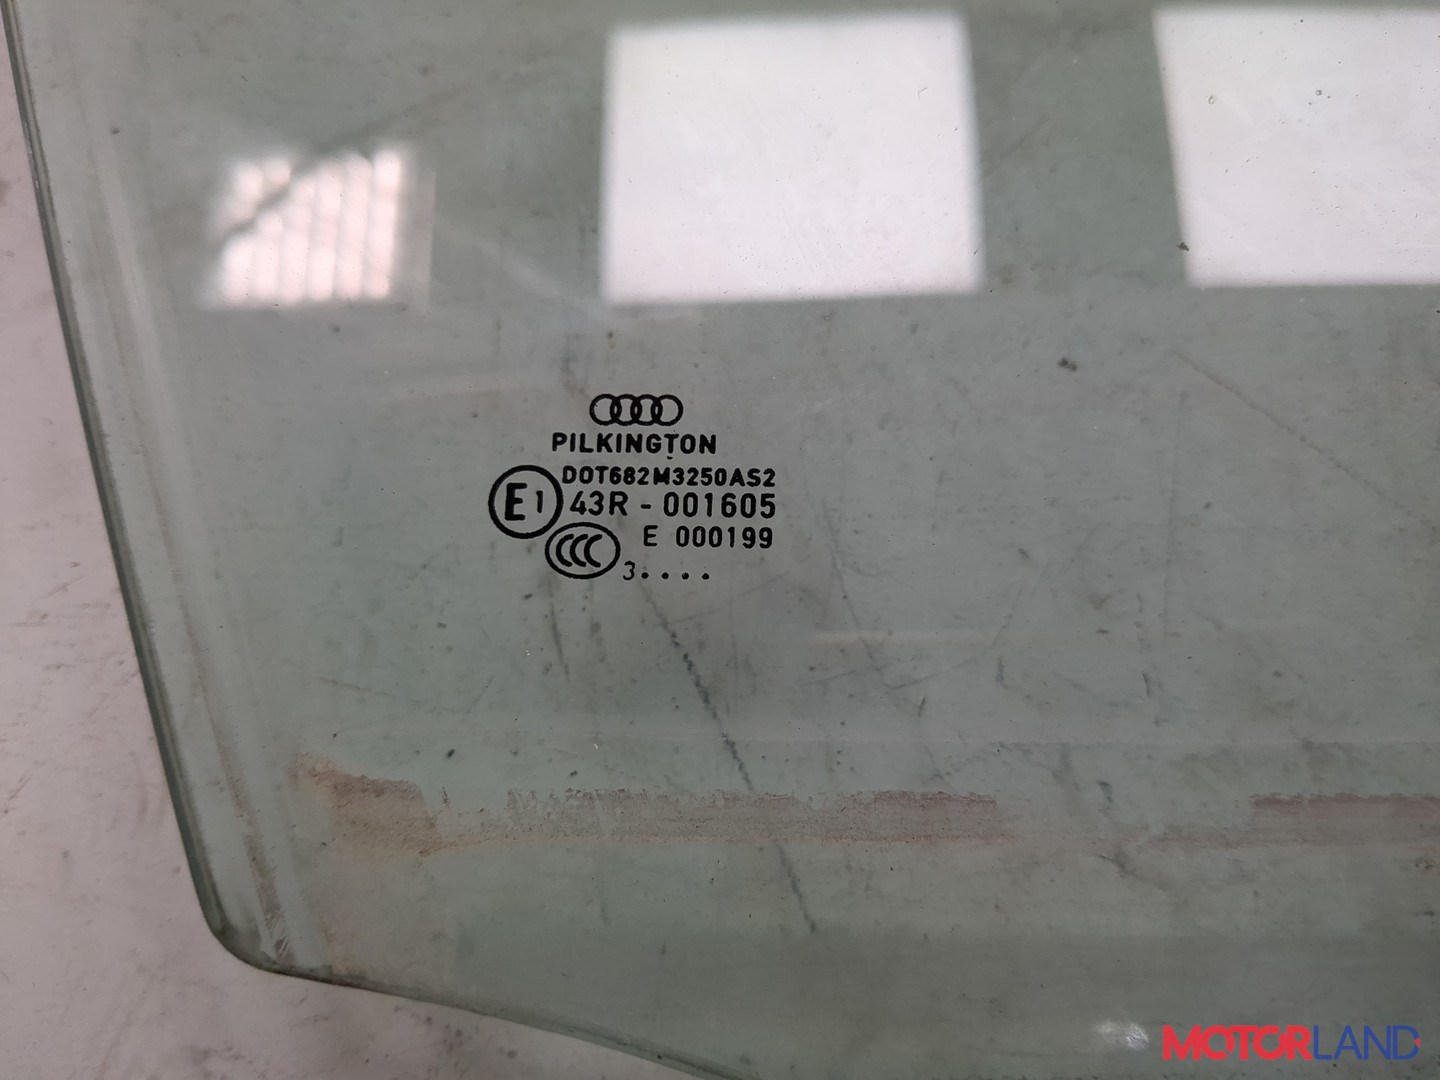 PILKINGTON
DOT682M3250AS2
E1 43R - 001605
E 000199
CCC
3....
MOTORLAND